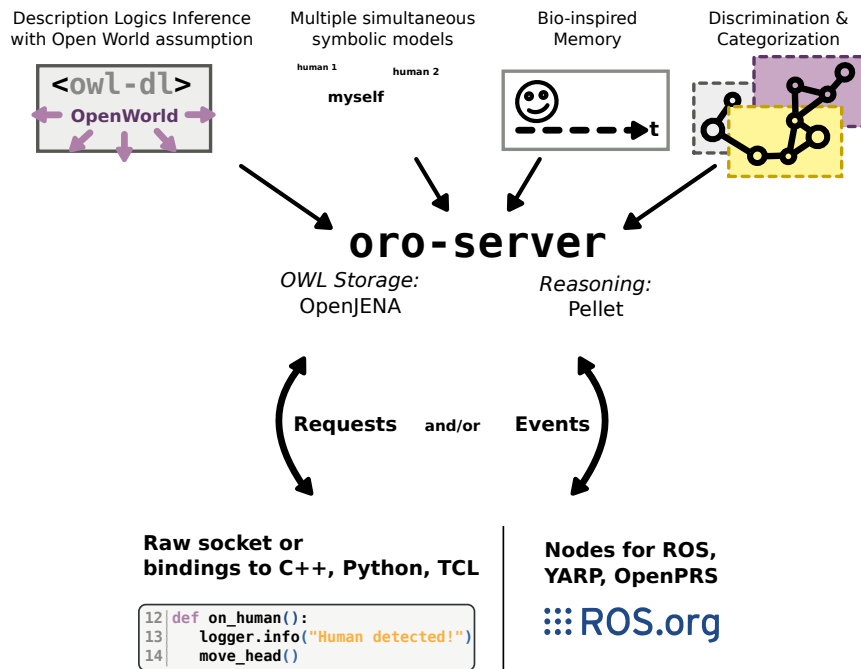 Description Logics Inference
with Open World assumption
Multiple simultaneous
symbolic models
Bio-inspired
Memory
Discrimination &
Categorization
<owl-dl>
OpenWorld
human 1
human 2
myself
t
oro-server
OWL Storage:
OpenJENA
Reasoning:
Pellet
Requests and/or Events
Raw socket or
bindings to C++, Python, TCL
12 def on_human():
13 logger.info("Human detected!")
14 move_head()
Nodes for ROS,
YARP, OpenPRS
ROS.org